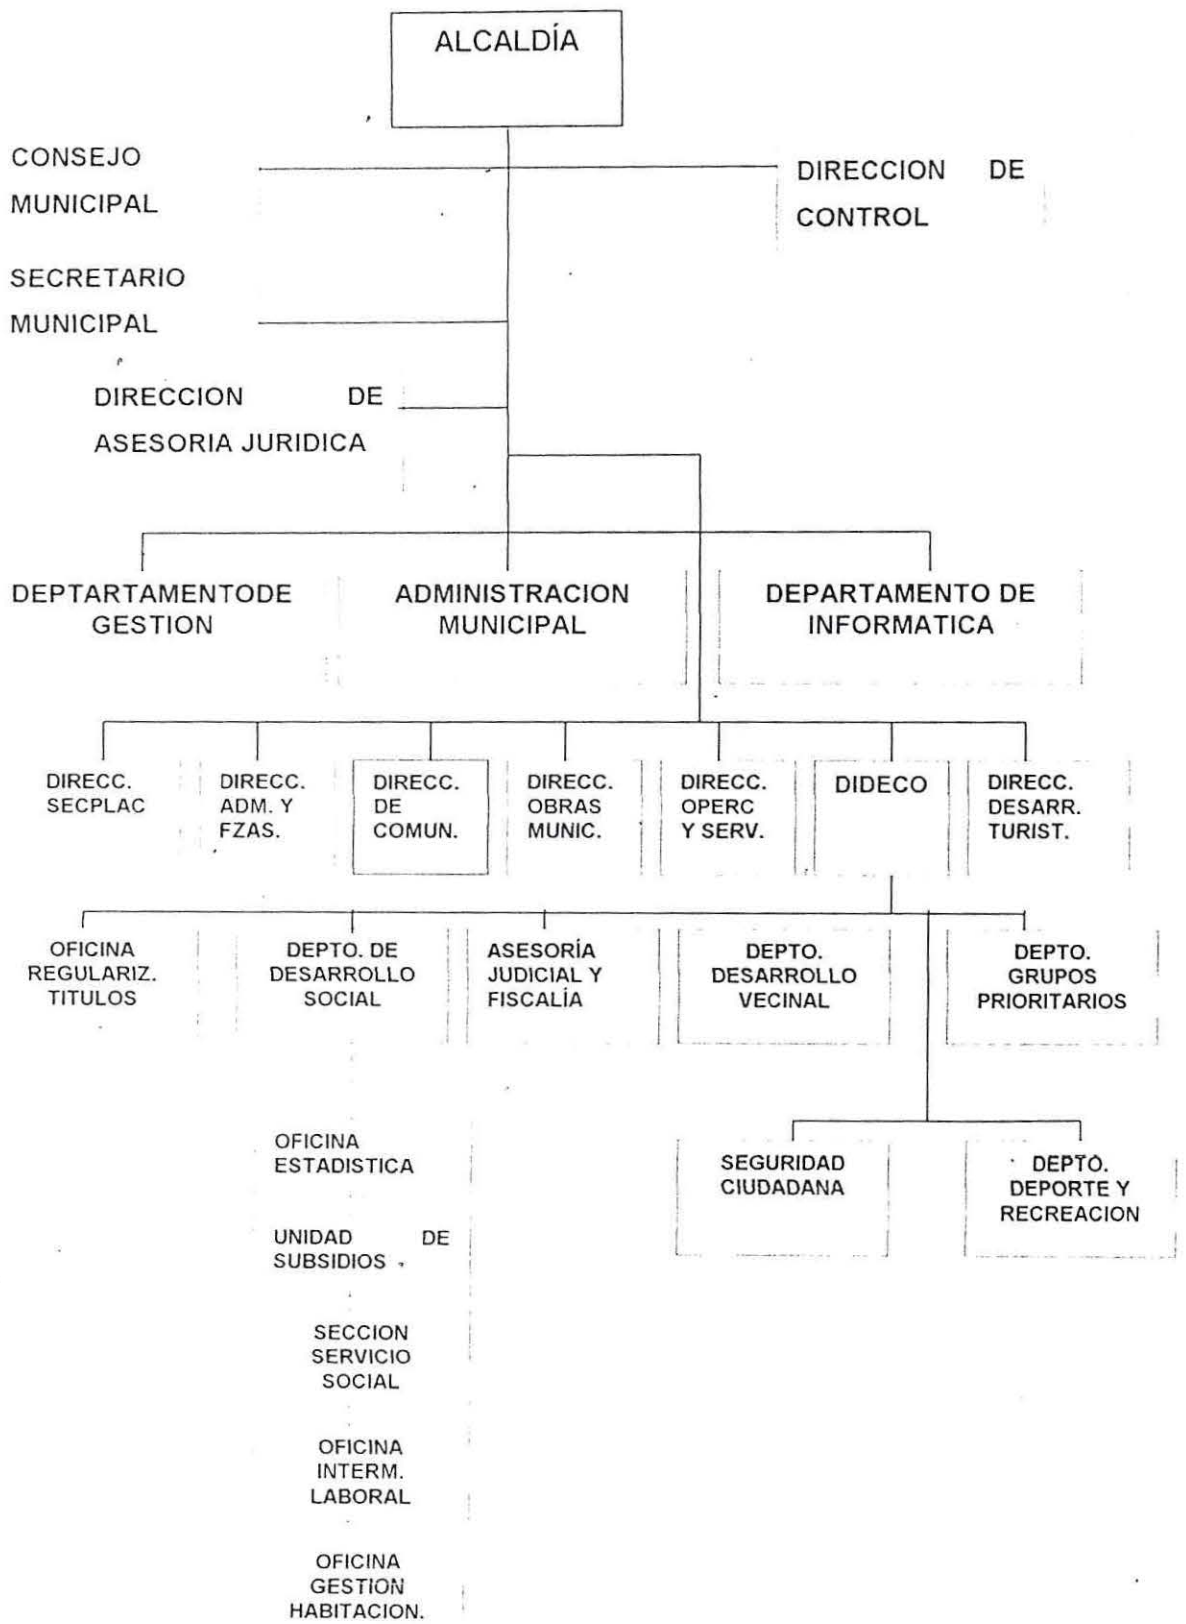 ALCALDÍA
CONSEJO
MUNICIPAL
DIRECCION DE
CONTROL
SECRETARIO
MUNICIPAL
DIRECCION DE
ASESORIA JURIDICA
DEPTARTAMENTODE
GESTION
ADMINISTRACION
MUNICIPAL
DEPARTAMENTO DE
INFORMATICA
DIRECC.
SECPLAC
DIRECC.
ADM. Y
FZAS.
DIRECC.
DE
COMUN.
DIRECC.
OBRAS
MUNIC.
DIRECC.
OPERC
Y SERV.
DIDECO
DIRECC.
DESARR.
TURIST.
OFICINA
REGULARIZ.
TITULOS
DEPTO. DE
DESARROLLO
SOCIAL
ASESORÍA
JUDICIAL Y
FISCALÍA
DEPTO.
DESARROLLO
VECINAL
DEPTO.
GRUPOS
PRIORITARIOS
OFICINA
ESTADISTICA
UNIDAD DE
SUBSIDIOS
SECCION
SERVICIO
SOCIAL
OFICINA
INTERM.
LABORAL
OFICINA
GESTION
HABITACION.
SEGURIDAD
CIUDADANA
DEPTO.
DEPORTE Y
RECREACION